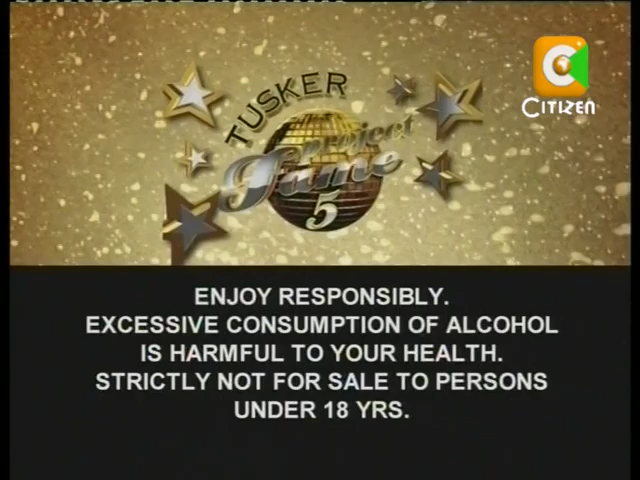 CITIZEN
TUSKER
project
Fame
5
ENJOY RESPONSIBLY.
EXCESSIVE CONSUMPTION OF ALCOHOL
IS HARMFUL TO YOUR HEALTH.
STRICTLY NOT FOR SALE TO PERSONS
UNDER 18 YRS.